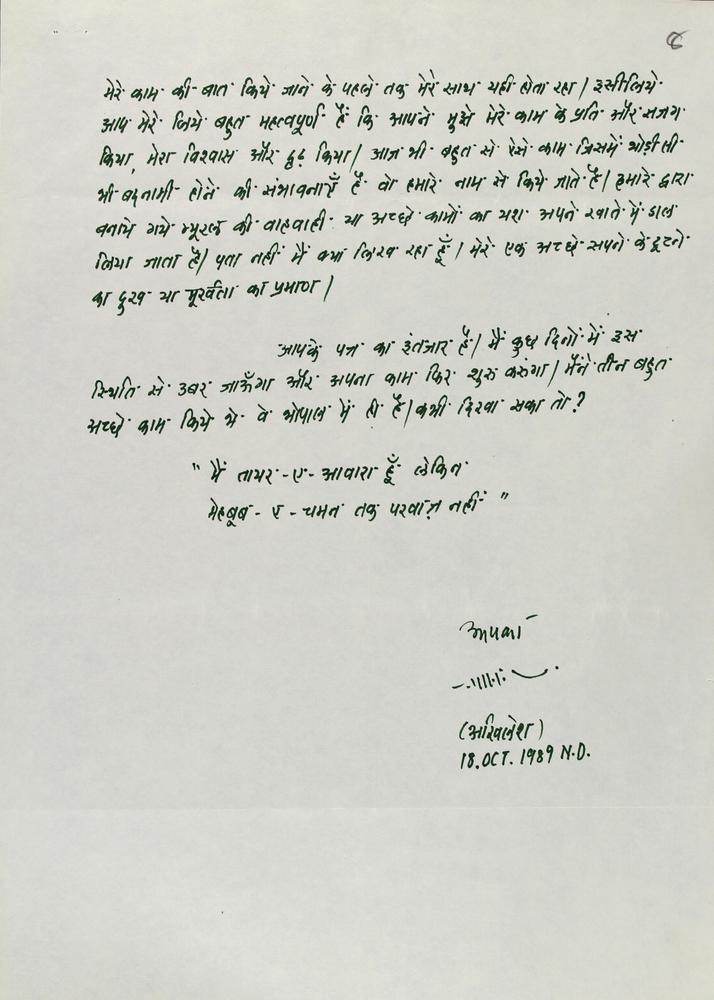 8
मेरे काम की बात किये जाने के पहले तक मेरे साथ यही होता रहा। इसीलिये
आप मेरे लिये बहुत महत्वपूर्ण हैं कि आपने मुझे मेरे काम के प्रति और सजग
किया, मेरा विश्वास और दृढ़ किया। आज भी बहुत से ऐसे काम जिसमें थोड़ी सी
भी बदनामी होने की संभावनाएँ हैं वो हमारे नाम से किये जाते हैं। हमारे द्वारा
बनाये गये म्यूरल की वाहवाही या अच्छे कामों का यश अपने खाते में डाल
लिया जाता है। पता नहीं मैं क्या लिख रहा हूँ। मेरे एक अच्छे सपने के टूटने
का दुख या मूर्खता का प्रमाण।
आपके पत्र का इंतजार है। मैं कुछ दिनों में इस
स्थिति से उबर जाऊँगा और अपना काम फिर शुरू करूंगा। मैंने तीन बहुत
अच्छे काम किये थे वे भोपाल में ही हैं। कभी दिखा सका तो?
"मैं तायर-ए-आवारा हूँ लेकिन
मेहबूब-ए-चमन तक परवाज़ नहीं"
आपका
(अखिलेश)
18.OCT. 1989 N.D.